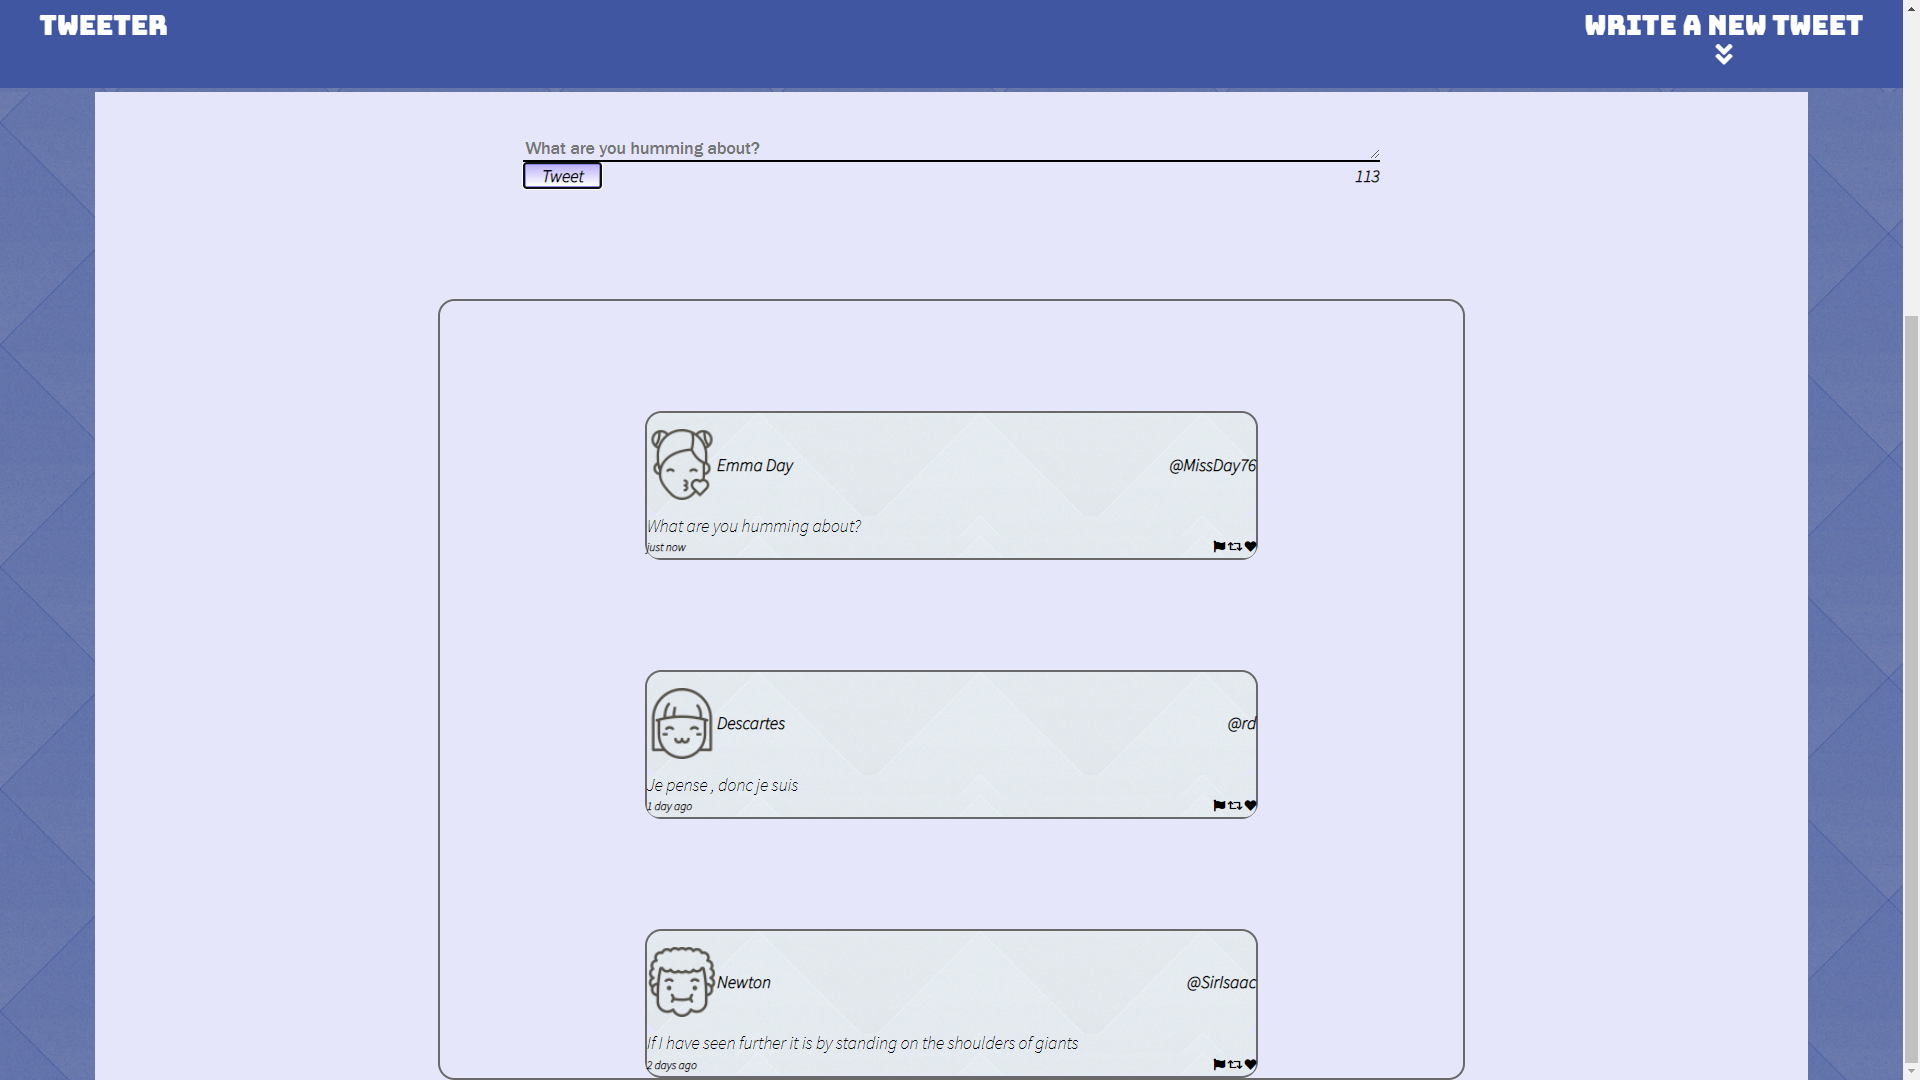 TWEETER
WRITE A NEW TWEET
What are you humming about?
Tweet
113
Emma Day
@MissDay76
What are you humming about?
just now
Descartes
@rd
Je pense , donc je suis
1 day ago
Newton
@SirIsaac
If I have seen further it is by standing on the shoulders of giants
2 days ago